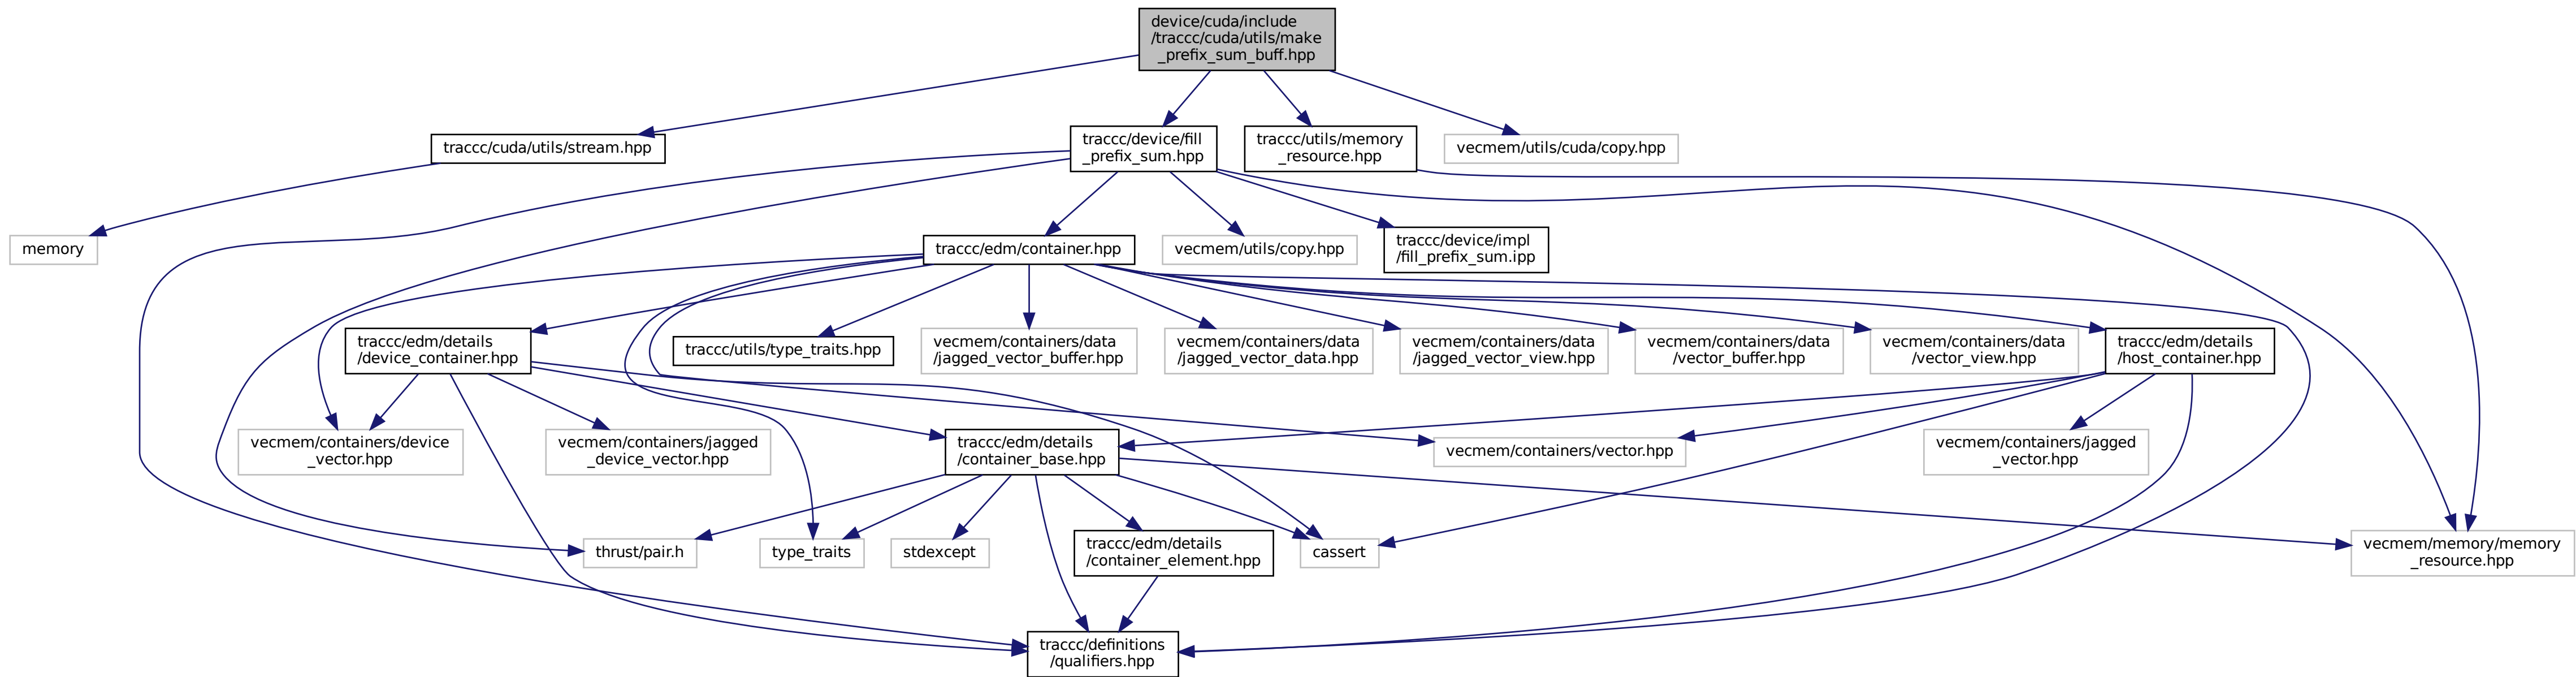 device/cuda/include
/traccc/cuda/utils/make
_prefix_sum_buff.hpp
traccc/cuda/utils/stream.hpp
traccc/device/fill
_prefix_sum.hpp
traccc/utils/memory
_resource.hpp
vecmem/utils/cuda/copy.hpp
memory
traccc/edm/container.hpp
vecmem/utils/copy.hpp
traccc/device/impl
/fill_prefix_sum.ipp
traccc/edm/details
/device_container.hpp
traccc/utils/type_traits.hpp
vecmem/containers/data
/jagged_vector_buffer.hpp
vecmem/containers/data
/jagged_vector_data.hpp
vecmem/containers/data
/jagged_vector_view.hpp
vecmem/containers/data
/vector_buffer.hpp
vecmem/containers/data
/vector_view.hpp
traccc/edm/details
/host_container.hpp
vecmem/containers/device
_vector.hpp
vecmem/containers/jagged
_device_vector.hpp
traccc/edm/details
/container_base.hpp
vecmem/containers/vector.hpp
vecmem/containers/jagged
_vector.hpp
thrust/pair.h
type_traits
stdexcept
traccc/edm/details
/container_element.hpp
cassert
vecmem/memory/memory
_resource.hpp
traccc/definitions
/qualifiers.hpp